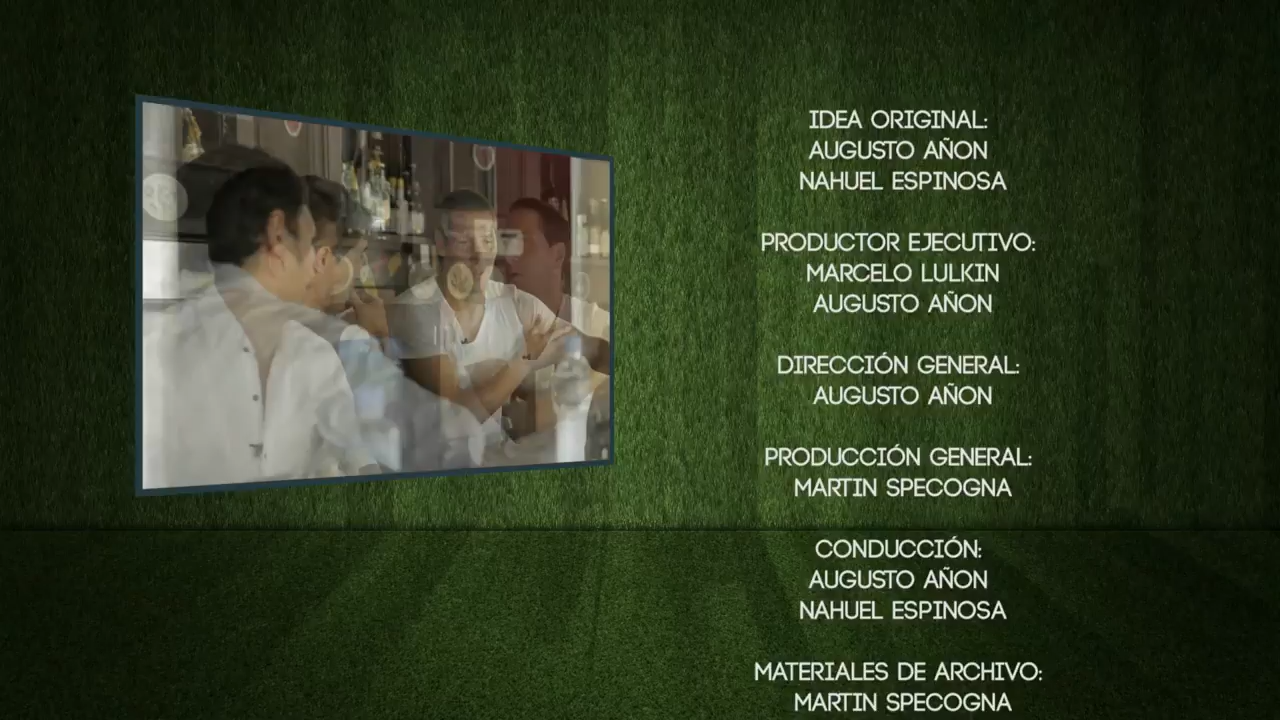 IDEA ORIGINAL:
AUGUSTO AÑON
NAHUEL ESPINOSA
PRODUCTOR EJECUTIVO:
MARCELO LULKIN
AUGUSTO AÑON
DIRECCIÓN GENERAL:
AUGUSTO AÑON
PRODUCCIÓN GENERAL:
MARTIN SPECOGNA
CONDUCCIÓN:
AUGUSTO AÑON
NAHUEL ESPINOSA
MATERIALES DE ARCHIVO:
MARTIN SPECOGNA